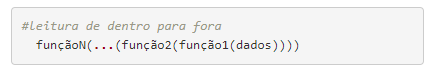 #leitura de dentro para fora
funçãoN(...(função2(função1(dados))))